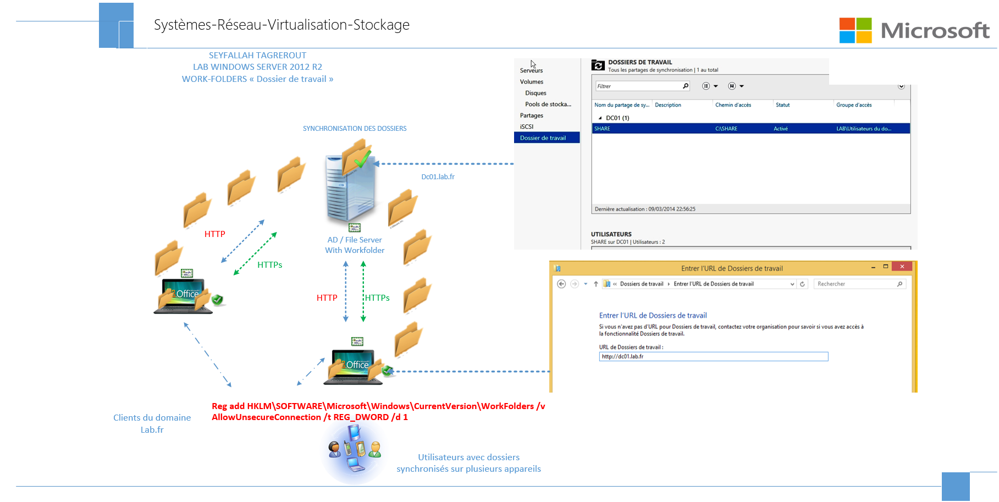 Systèmes-Réseau-Virtualisation-Stockage
Microsoft
SEYFALLAH TAGREROUT
LAB WINDOWS SERVER 2012 R2
WORK-FOLDERS « Dossier de travail »
SYNCHRONISATION DES DOSSIERS
Dc01.lab.fr
HTTP
HTTPs
AD / File Server
With Workfolder
HTTP
HTTPs
Office
Office
Reg add HKLM\SOFTWARE\Microsoft\Windows\CurrentVersion\WorkFolders /v
AllowUnsecureConnection /t REG_DWORD /d 1
Clients du domaine
Lab.fr
Utilisateurs avec dossiers
synchronisés sur plusieurs appareils
Serveurs
Volumes
Disques
Pools de stocka...
Partages
iSCSI
Dossier de travail
DOSSIERS DE TRAVAIL
Tous les partages de synchronisation | 1 au total
Filtrer
Nom du partage de sy... Description Chemin d'accès Statut Groupe d'accès
DC01 (1)
SHARE C:\SHARE Activé LAB\Utilisateurs du do...
Dernière actualisation : 09/03/2014 22:56:25
UTILISATEURS
SHARE sur DC01 | Utilisateurs : 2
Entrer l'URL de Dossiers de travail
« Dossiers de travail Entrer l'URL de Dossiers de travail Rechercher
Entrer l'URL de Dossiers de travail
Si vous n'avez pas d'URL pour Dossiers de travail, contactez votre organisation pour savoir si vous avez accès à
la fonctionnalité Dossiers de travail.
URL de Dossiers de travail :
http://dc01.lab.fr